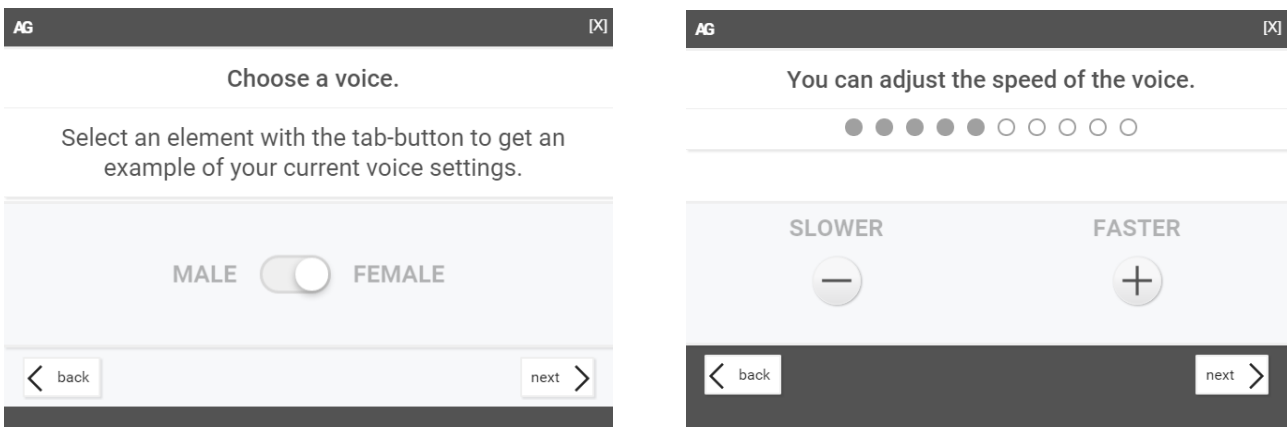 AG [X]
Choose a voice.
Select an element with the tab-button to get an
example of your current voice settings.
MALE FEMALE
back next
AG [X]
You can adjust the speed of the voice.
SLOWER FASTER
back next